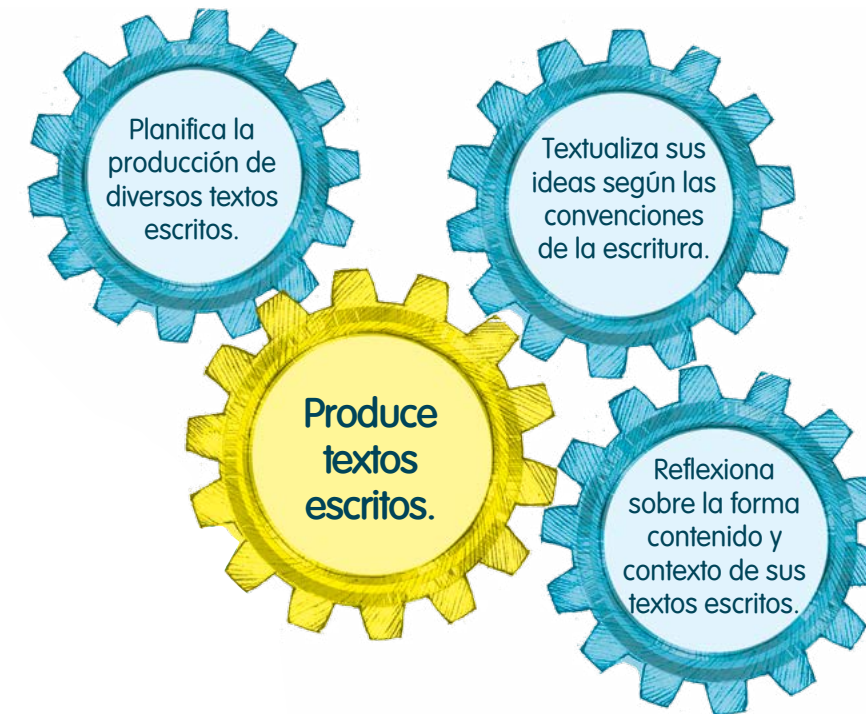 Planifica la
producción de
diversos textos
escritos.
Textualiza sus
ideas según las
convenciones
de la escritura.
Produce
textos
escritos.
Reflexiona
sobre la forma
contenido y
contexto de sus
textos escritos.